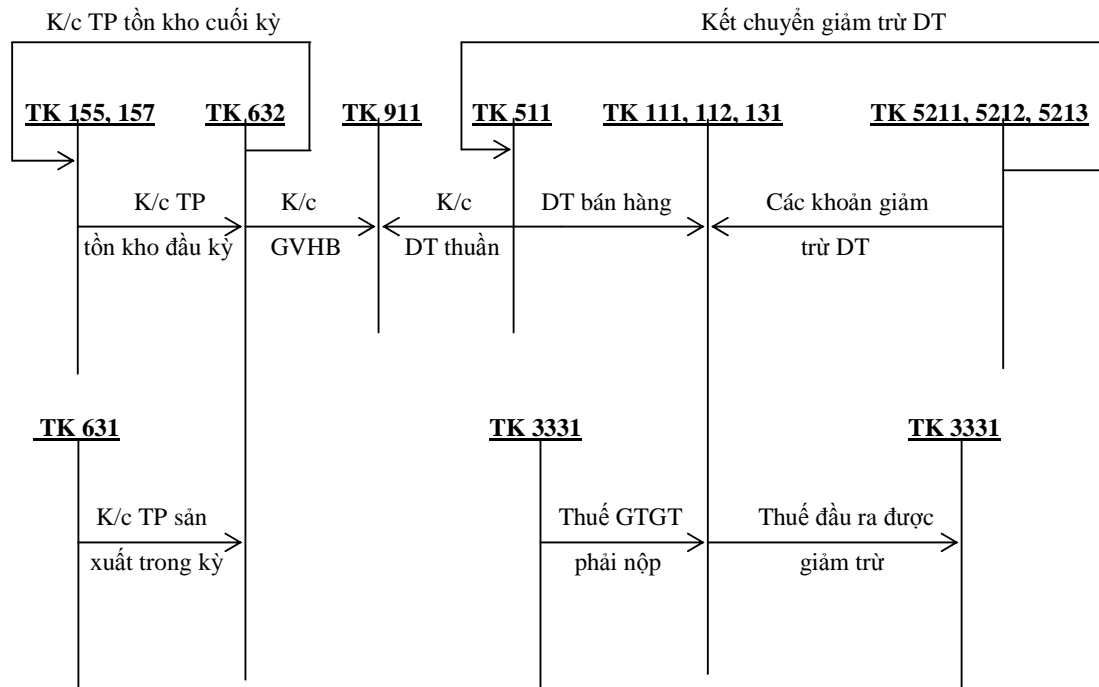 K/c TP tồn kho cuối kỳ
Kết chuyển giảm trừ DT
TK 155, 157
TK 632
TK 911
TK 511
TK 111, 112, 131
TK 5211, 5212, 5213
K/c TP
tồn kho đầu kỳ
K/c
GVHB
K/c
DT thuần
DT bán hàng
Các khoản giảm
trừ DT
TK 631
TK 3331
TK 3331
K/c TP sản
xuất trong kỳ
Thuế GTGT
phải nộp
Thuế đầu ra được
giảm trừ